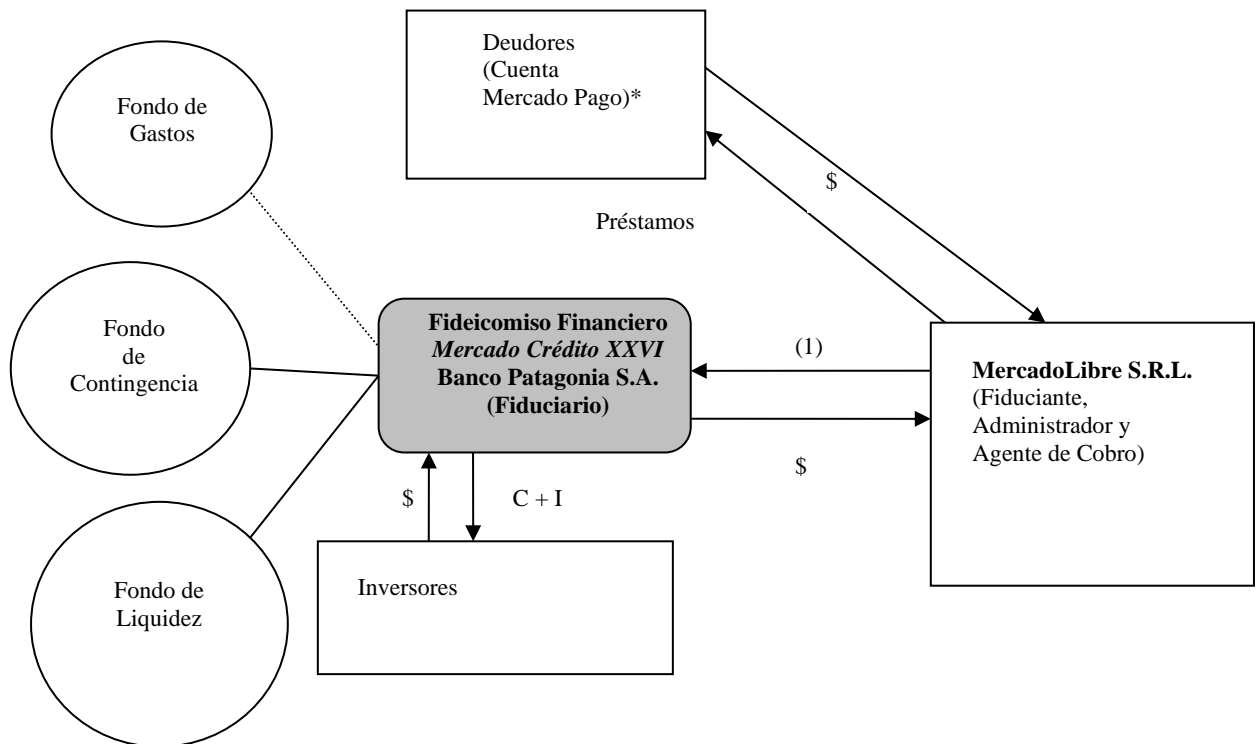 Deudores
(Cuenta
Mercado Pago)*
Fondo de
Gastos
$
Préstamos
Fondo
de
Contingencia
Fideicomiso Financiero
Mercado Crédito XXVI
Banco Patagonia S.A.
(Fiduciario)
(1)
MercadoLibre S.R.L.
(Fiduciante,
Administrador y
Agente de Cobro)
$
$
C + I
Inversores
Fondo de
Liquidez